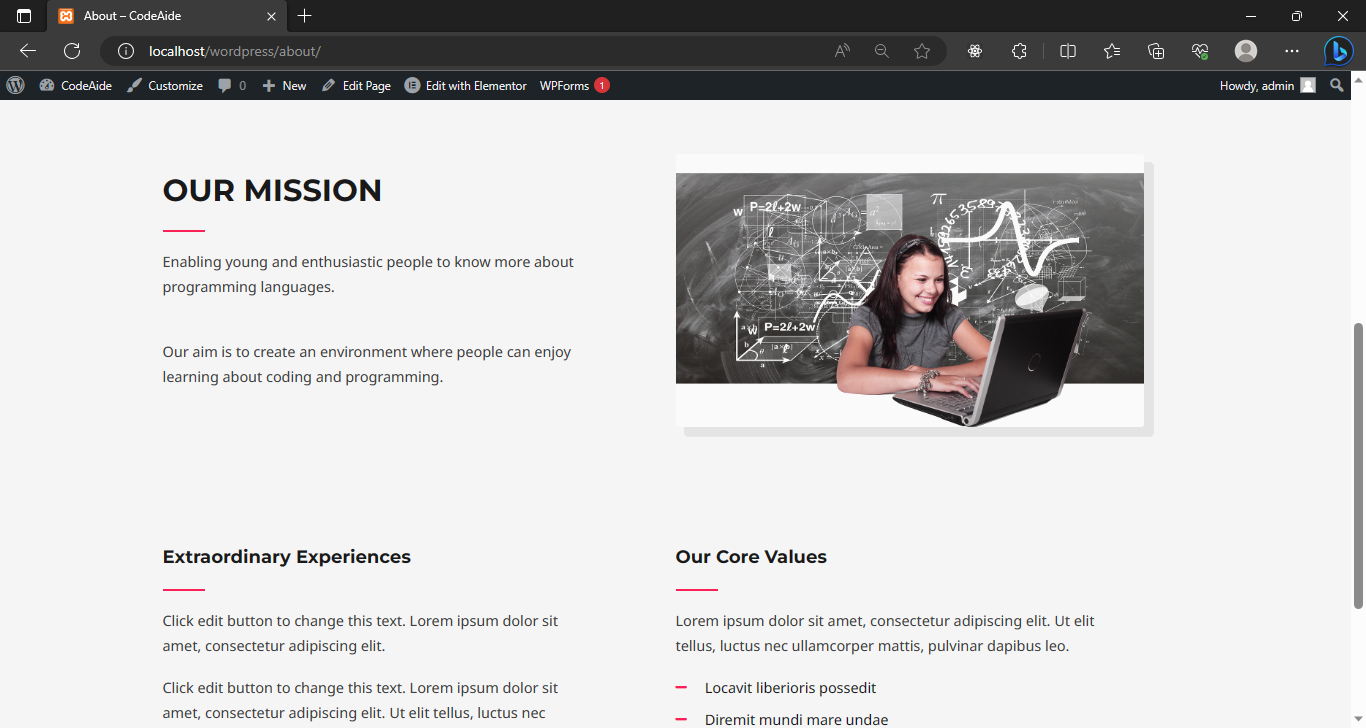 About – CodeAide
localhost/wordpress/about/
CodeAide
Customize
0
New
Edit Page
Edit with Elementor
WPForms 1
Howdy, admin
OUR MISSION
Enabling young and enthusiastic people to know more about
programming languages.
Our aim is to create an environment where people can enjoy
learning about coding and programming.
W P=2ℓ+2w
π
P=2ℓ+2w
Extraordinary Experiences
Click edit button to change this text. Lorem ipsum dolor sit
amet, consectetur adipiscing elit.
Click edit button to change this text. Lorem ipsum dolor sit
amet, consectetur adipiscing elit. Ut elit tellus, luctus nec
Our Core Values
Lorem ipsum dolor sit amet, consectetur adipiscing elit. Ut elit
tellus, luctus nec ullamcorper mattis, pulvinar dapibus leo.
Locavit liberioris possedit
Diremit mundi mare undae